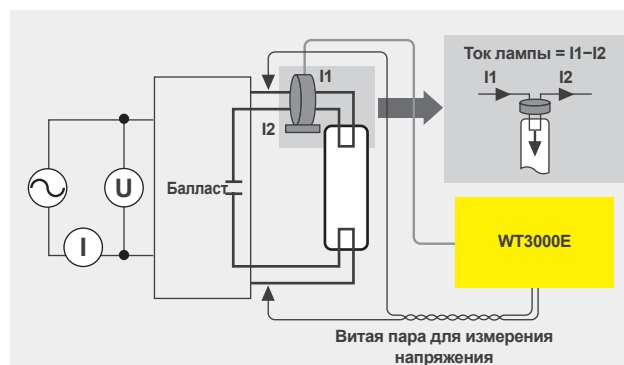 Ток лампы = I1−I2
I1
I2
I1
I2
Балласт
U
I
WT3000E
Витая пара для измерения
напряжения